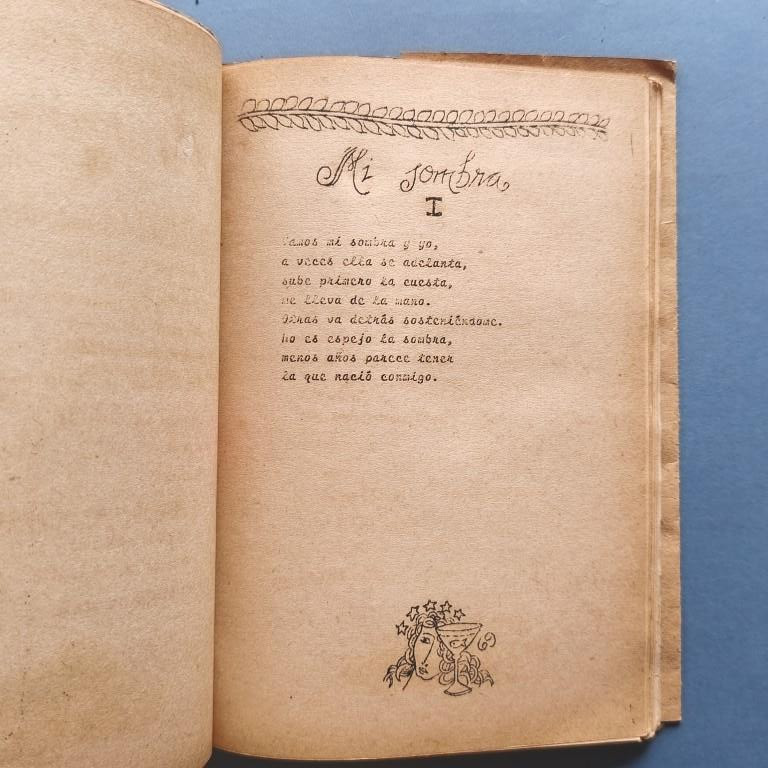 Mi sombra
I
Vamos mi sombra y yo,
a veces ella se adelanta,
sube primero la cuesta,
me lleva de la mano.
Otras va detrás sosteniéndome.
No es espejo la sombra,
menos años parece tener
la que nació conmigo.
69